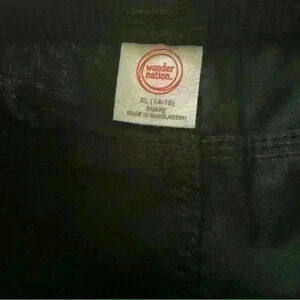 wonder
nation.
XL (14-16)
husky
MADE IN BANGLADESH